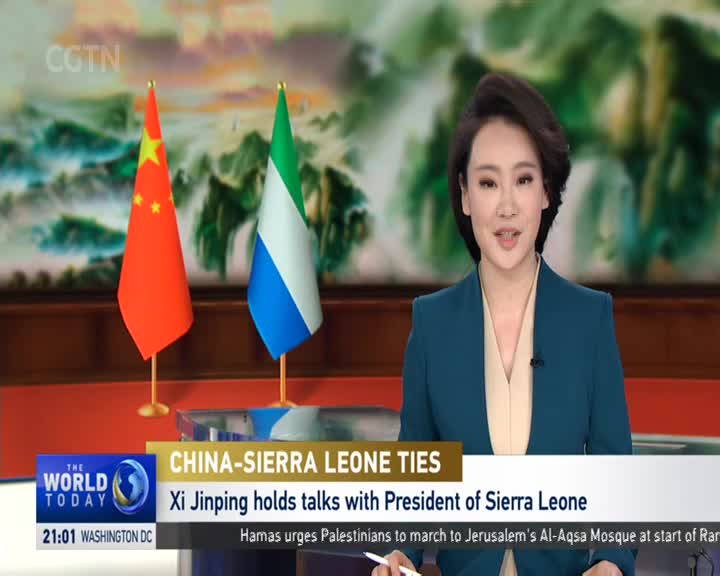 CGTN
CHINA-SIERRA LEONE TIES
THE
WORLD
TODAY
Xi Jinping holds talks with President of Sierra Leone
21:01 WASHINGTON DC
Hamas urges Palestinians to march to Jerusalem's Al-Aqsa Mosque at start of Ram